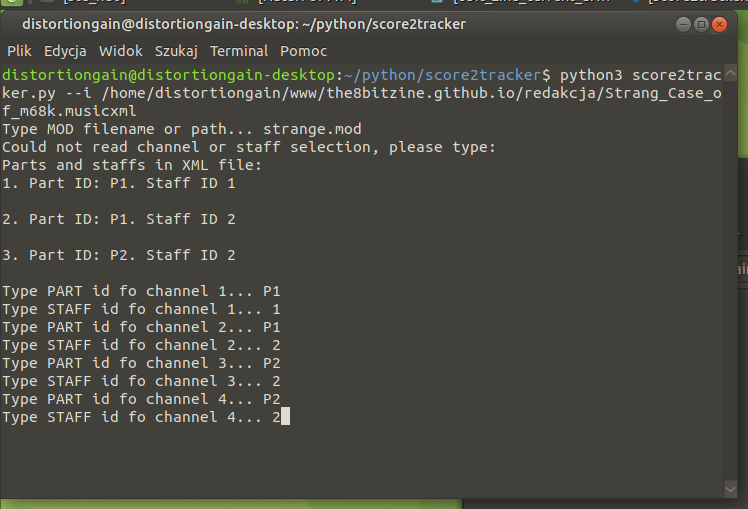 distortiongain@distortiongain-desktop: ~/python/score2tracker
Plik Edycja Widok Szukaj Terminal Pomoc
distortiongain@distortiongain-desktop:~/python/score2tracker$ python3 score2trac
ker.py --i /home/distortiongain/www/the8bitzine.github.io/redakcja/Strang_Case_o
f_m68k.musicxml
Type MOD filename or path... strange.mod
Could not read channel or staff selection, please type:
Parts and staffs in XML file:
1. Part ID: P1. Staff ID 1
2. Part ID: P1. Staff ID 2
3. Part ID: P2. Staff ID 2
Type PART id fo channel 1... P1
Type STAFF id fo channel 1... 1
Type PART id fo channel 2... P1
Type STAFF id fo channel 2... 2
Type PART id fo channel 3... P2
Type STAFF id fo channel 3... 2
Type PART id fo channel 4... P2
Type STAFF id fo channel 4... 2